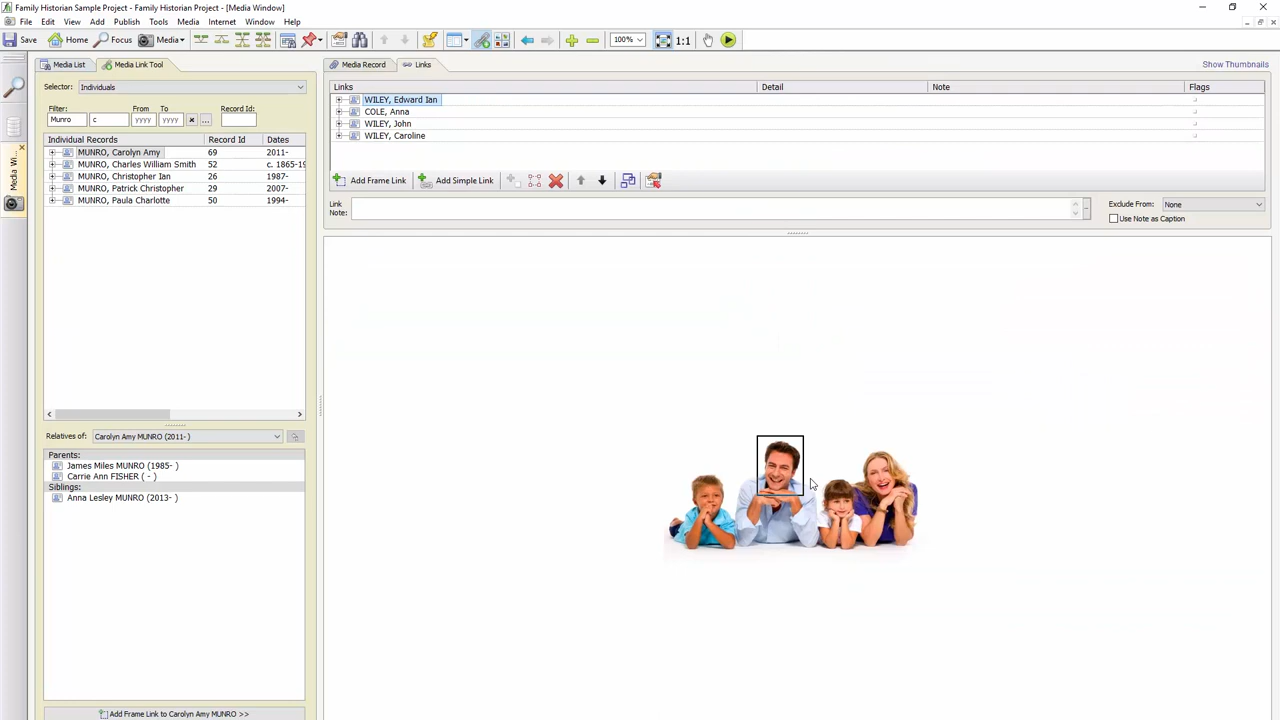 Family Historian Sample Project - Family Historian Project - [Media Window]
File Edit View Add Publish Tools Media Internet Window Help
Save Home Focus Media 100% 1:1
Media List Media Link Tool
Media Record Links Show Thumbnails
Selector: Individuals
Links Detail Note Flags
WILEY, Edward Ian
COLE, Anna
WILEY, John
WILEY, Caroline
Filter: From To Record Id:
Munro c yyyy yyyy x ...
Individual Records Record Id Dates
MUNRO, Carolyn Amy 69 2011-
MUNRO, Charles William Smith 52 c. 1865-19
MUNRO, Christopher Ian 26 1987-
MUNRO, Patrick Christopher 29 2007-
MUNRO, Paula Charlotte 50 1994-
Media Wi...
Add Frame Link Add Simple Link
Link Note: ... Exclude From: None
Use Note as Caption
Relatives of: Carolyn Amy MUNRO (2011- )
Parents:
James Miles MUNRO (1985- )
Carrie Ann FISHER ( - )
Siblings:
Anna Lesley MUNRO (2013- )
Add Frame Link to Carolyn Amy MUNRO >>